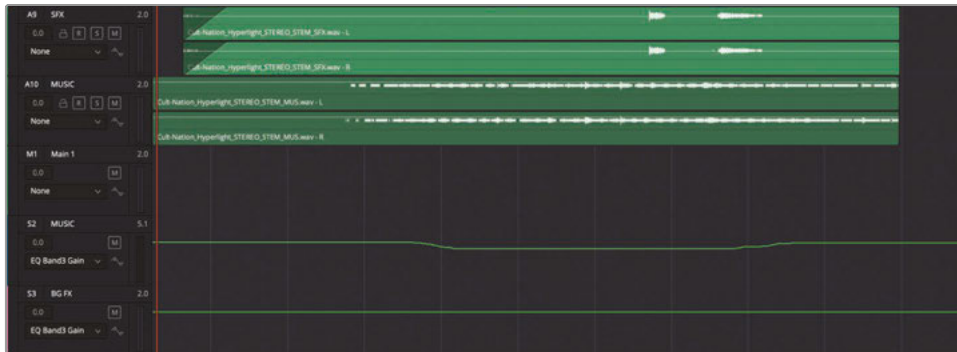 A9 SFX 2.0
0.0 R S M
None
Cult-Nation_Hyperlight_STEREO_STEM_SFX.wav - L
Cult-Nation_Hyperlight_STEREO_STEM_SFX.wav - R
A10 MUSIC 2.0
0.0 R S M
None
Cult-Nation_Hyperlight_STEREO_STEM_MUS.wav - L
Cult-Nation_Hyperlight_STEREO_STEM_MUS.wav - R
M1 Main 1 2.0
0.0 M
None
S2 MUSIC 5.1
0.0 M
EQ Band3 Gain
S3 BG FX 2.0
0.0 M
EQ Band3 Gain